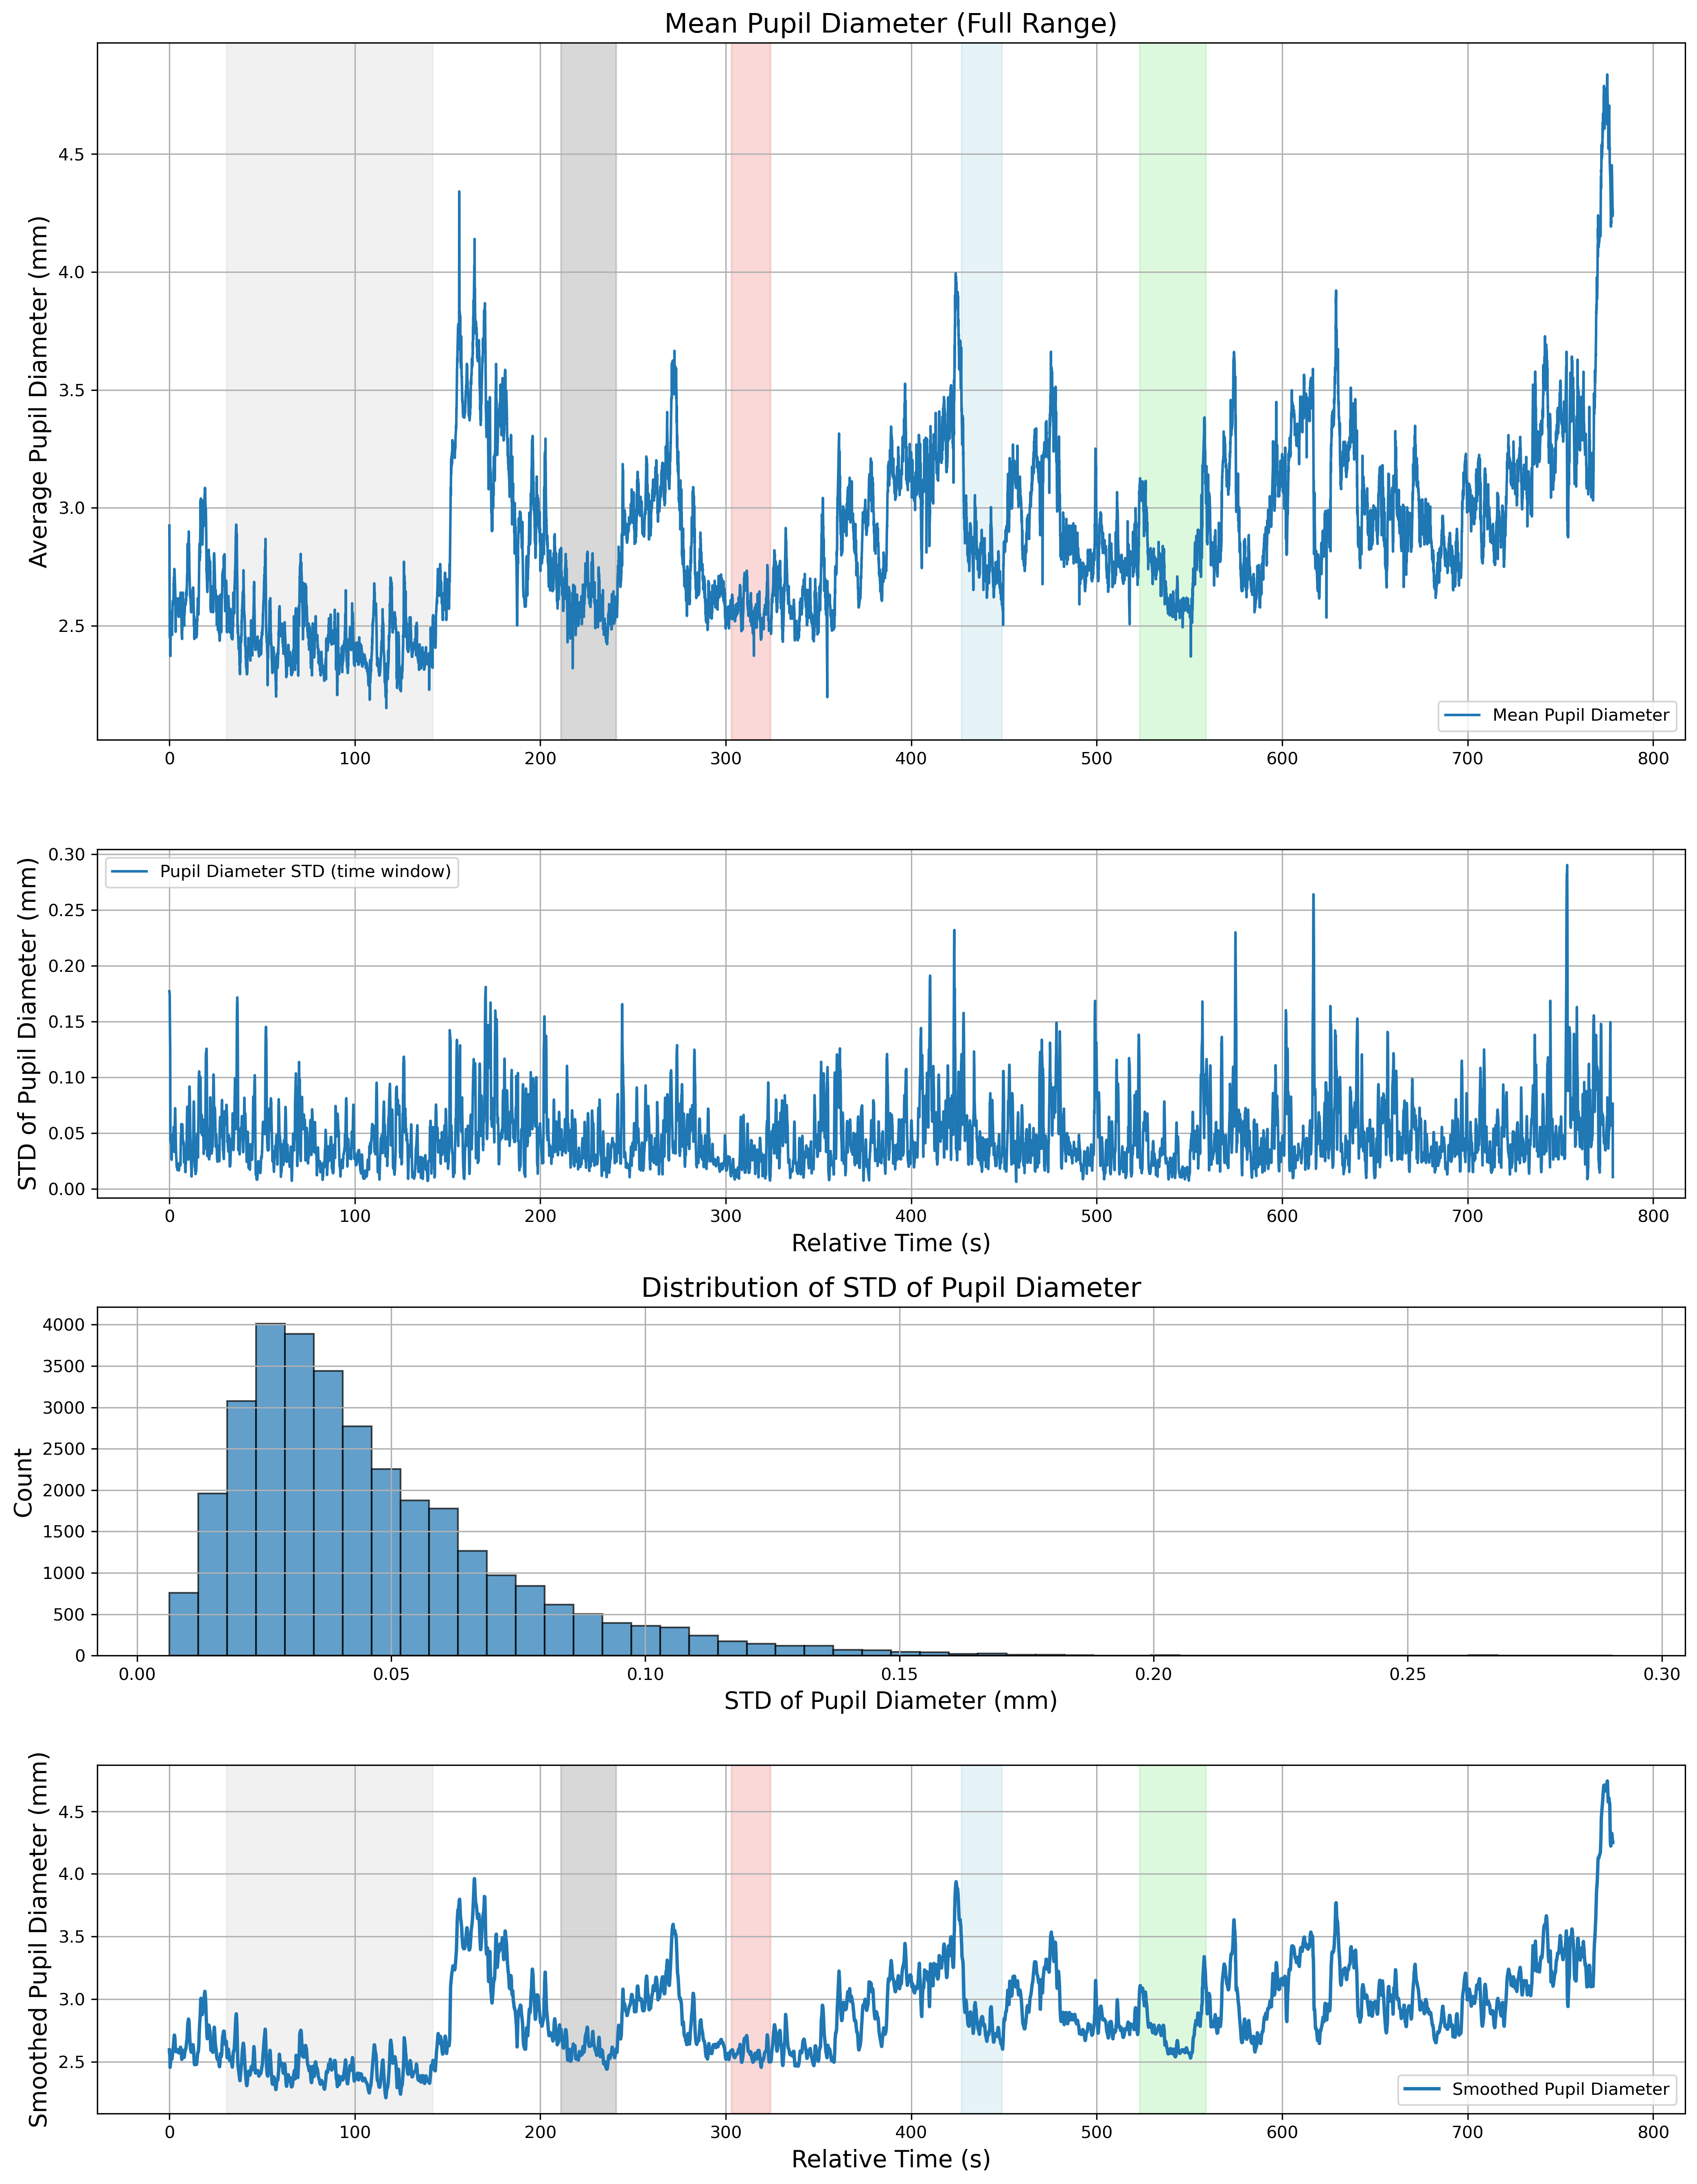 Mean Pupil Diameter (Full Range)
Average Pupil Diameter (mm)
4.5
4.0
3.5
3.0
2.5
Mean Pupil Diameter
0 100 200 300 400 500 600 700 800
STD of Pupil Diameter (mm)
0.30
0.25
0.20
0.15
0.10
0.05
0.00
Pupil Diameter STD (time window)
0 100 200 300 400 500 600 700 800
Relative Time (s)
Distribution of STD of Pupil Diameter
Count
4000
3500
3000
2500
2000
1500
1000
500
0
0.00 0.05 0.10 0.15 0.20 0.25 0.30
STD of Pupil Diameter (mm)
Smoothed Pupil Diameter (mm)
4.5
4.0
3.5
3.0
2.5
Smoothed Pupil Diameter
0 100 200 300 400 500 600 700 800
Relative Time (s)